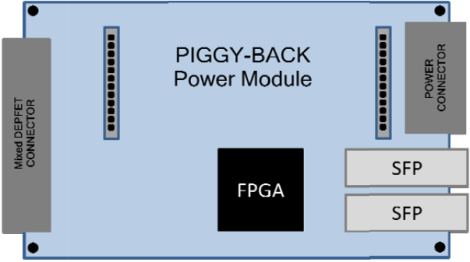 PIGGY-BACK
Power Module
Mixed DEPFET
CONNECTOR
POWER
CONNECTOR
FPGA
SFP
SFP